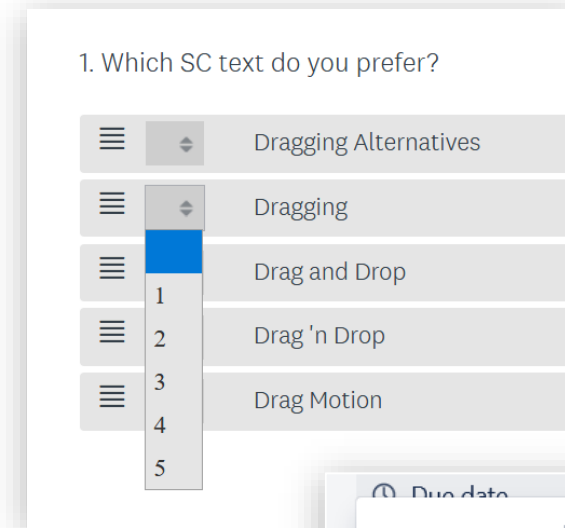 1. Which SC text do you prefer?
Dragging Alternatives
Dragging
Drag and Drop
1
2
Drag 'n Drop
3
Drag Motion
4
5
Due date